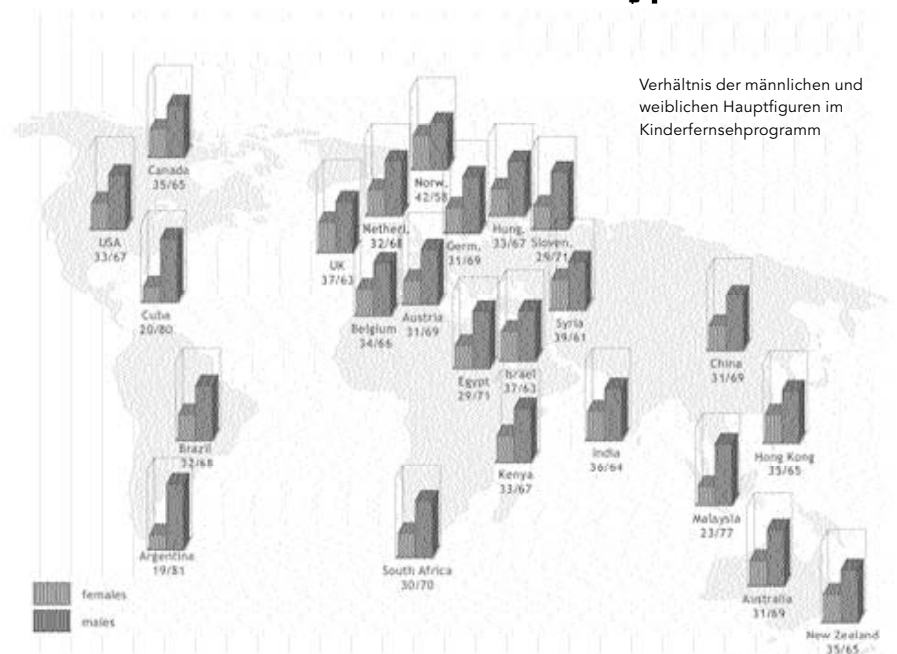 Verhältnis der männlichen und
weiblichen Hauptfiguren im
Kinderfernsehprogramm
Canada
35/65
USA
33/67
Cuba
20/80
Brazil
32/68
Argentina
19/81
Norw.
42/58
Netherl.
32/68
UK
37/63
Germ.
31/69
Hung.
33/67
Sloven.
29/71
Belgium
34/66
Austria
31/69
Syria
39/61
Egypt
29/71
Israel
37/63
Kenya
33/67
India
36/64
South Africa
30/70
China
31/69
Hong Kong
35/65
Malaysia
23/77
Australia
31/69
New Zealand
35/65
females
males